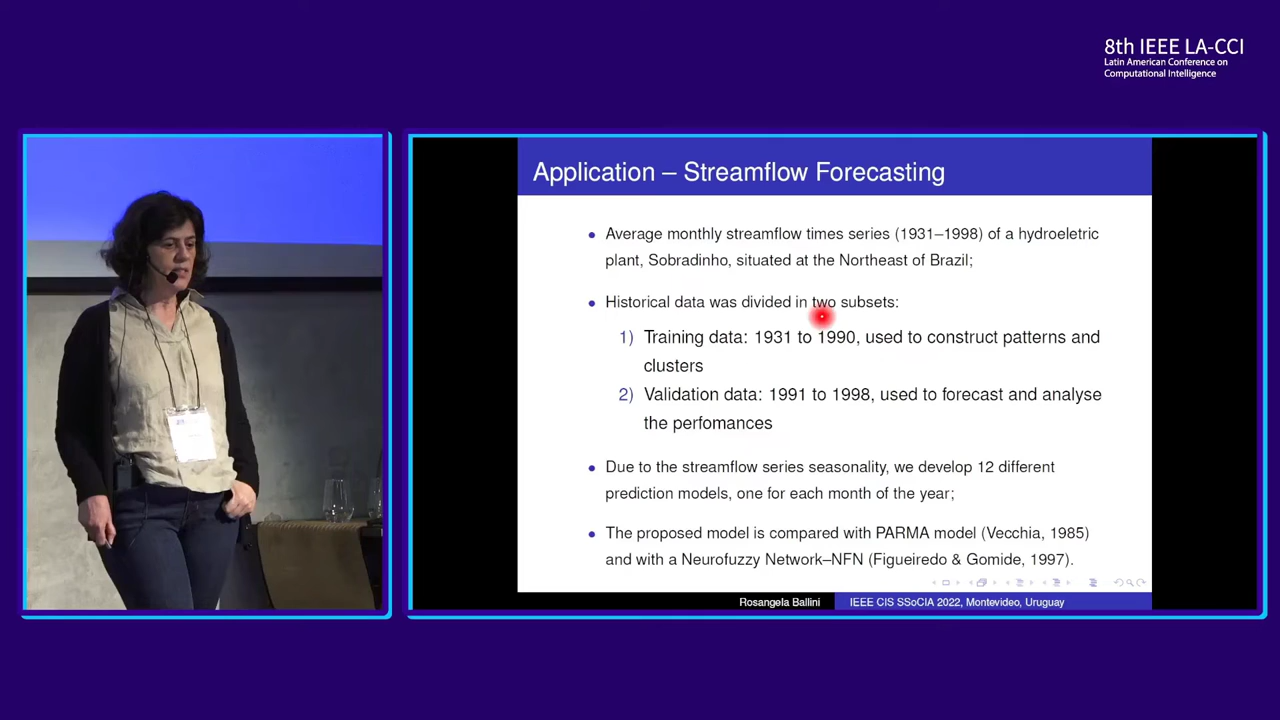 8th IEEE LA-CCI
Latin American Conference on
Computational Intelligence
Application – Streamflow Forecasting
• Average monthly streamflow times series (1931–1998) of a hydroeletric
plant, Sobradinho, situated at the Northeast of Brazil;
• Historical data was divided in two subsets:
1) Training data: 1931 to 1990, used to construct patterns and
clusters
2) Validation data: 1991 to 1998, used to forecast and analyse
the perfomances
• Due to the streamflow series seasonality, we develop 12 different
prediction models, one for each month of the year;
• The proposed model is compared with PARMA model (Vecchia, 1985)
and with a Neurofuzzy Network–NFN (Figueiredo & Gomide, 1997).
Rosangela Ballini
IEEE CIS SSoCIA 2022, Montevideo, Uruguay